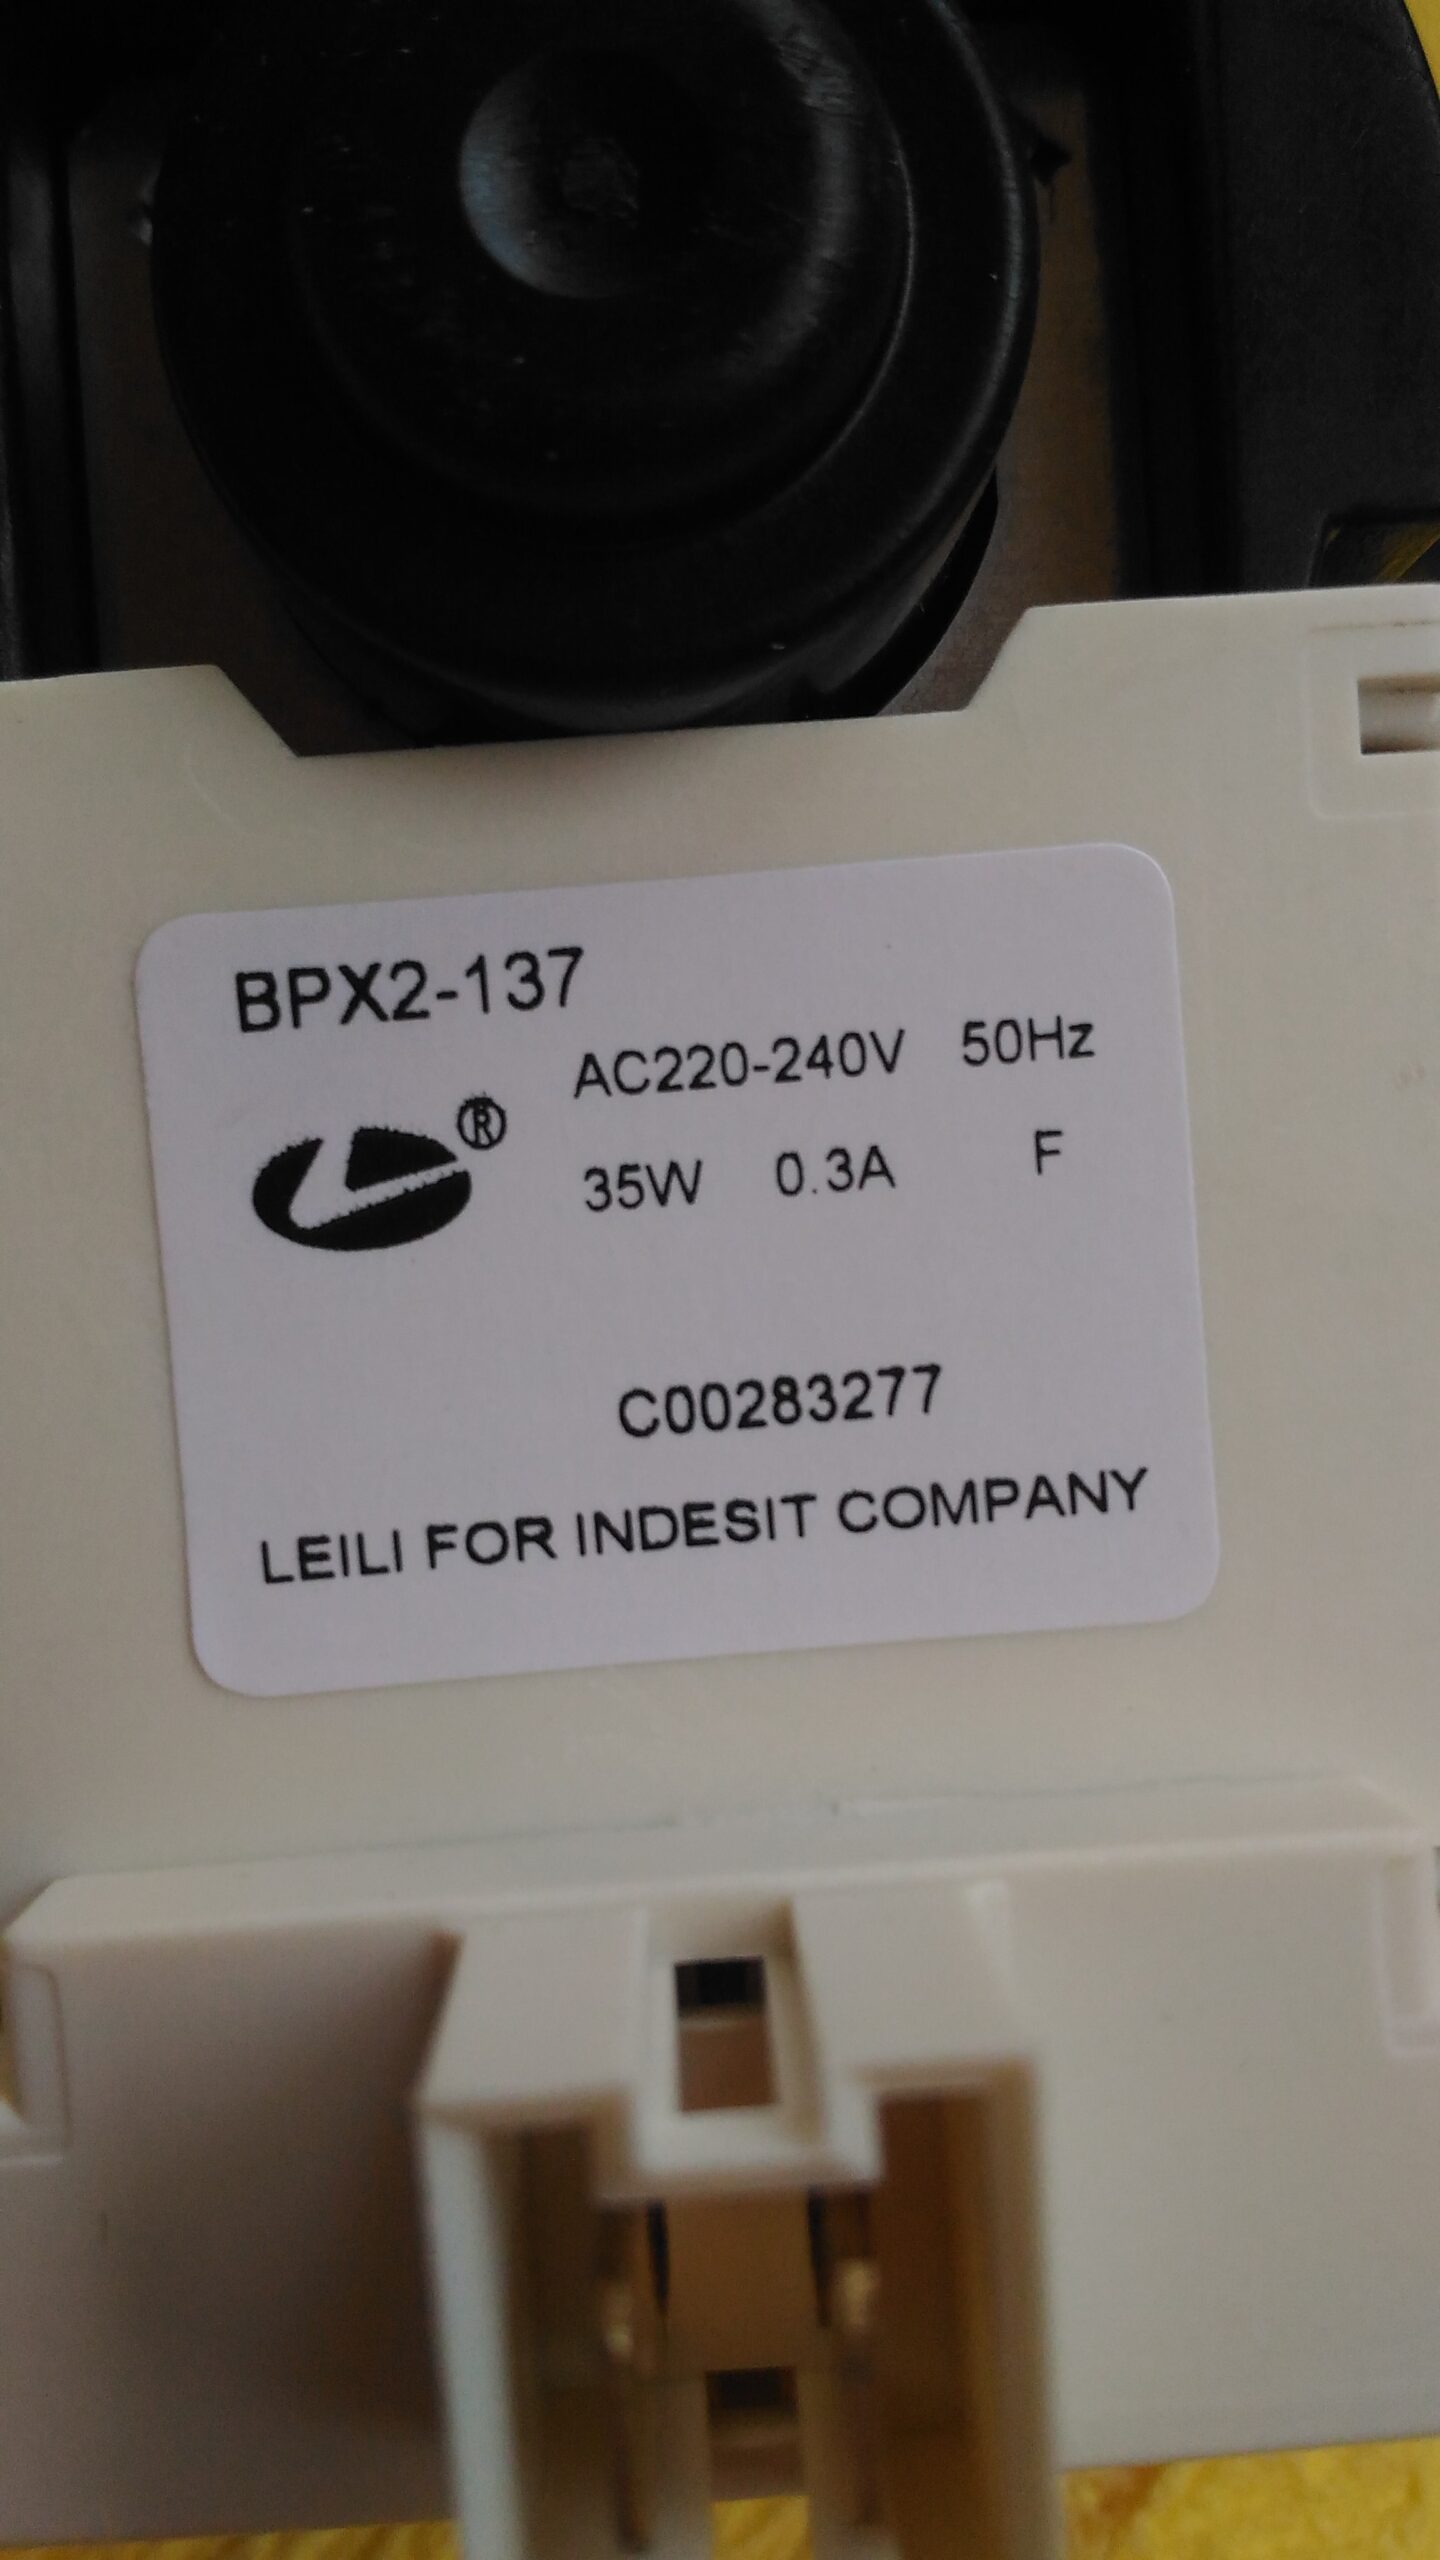 BPX2-137
AC220-240V 50Hz
®
35W 0.3A F
C00283277
LEILI FOR INDESIT COMPANY